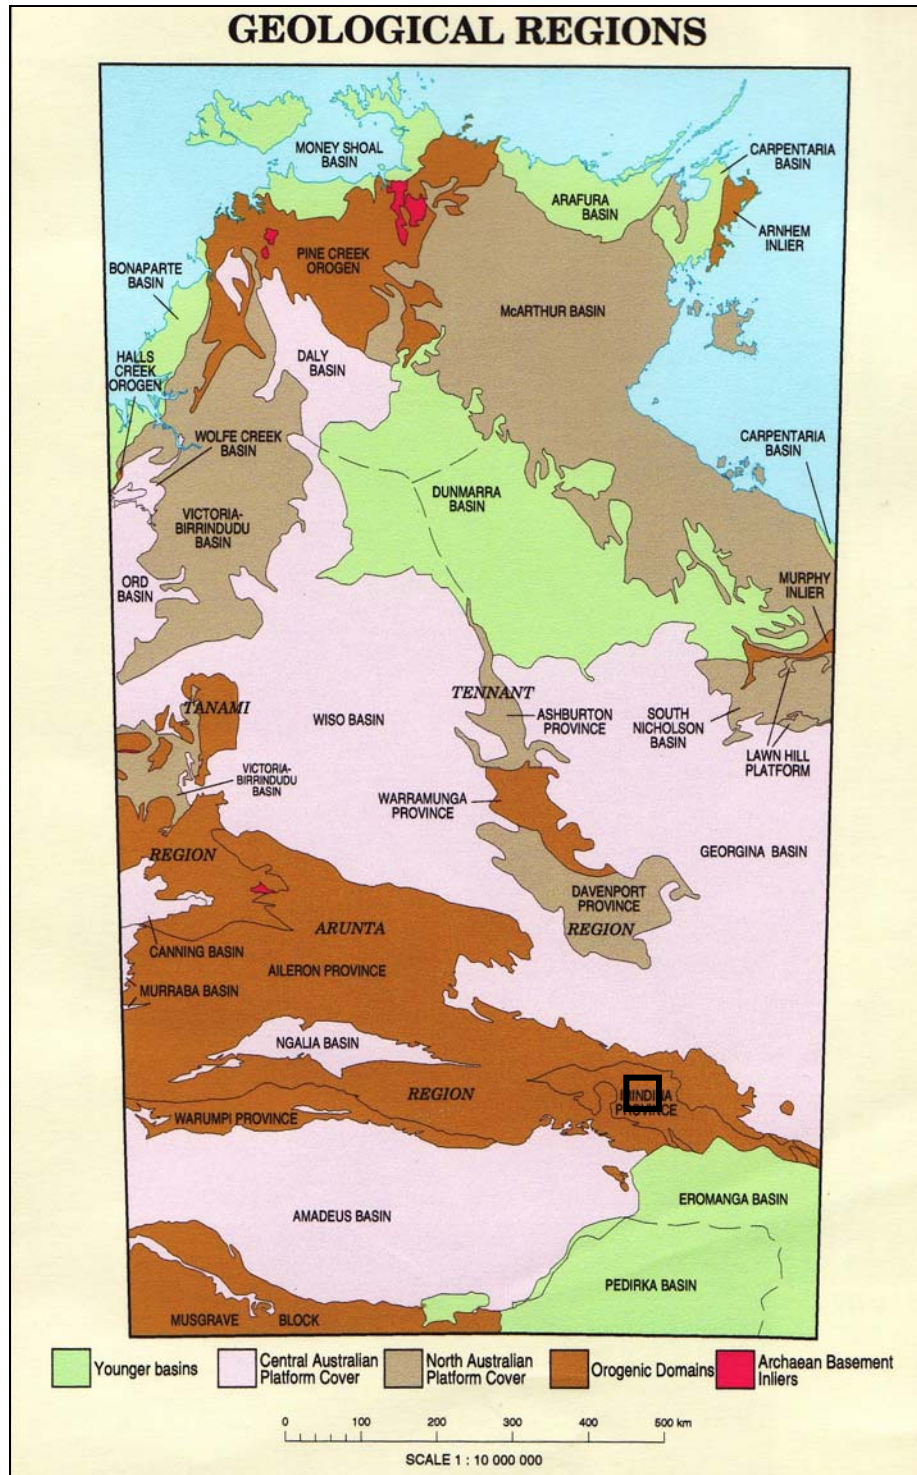 GEOLOGICAL REGIONS
MONEY SHOAL
BASIN
CARPENTARIA
BASIN
ARAFURA
BASIN
ARNHEM
INLIER
PINE CREEK
OROGEN
BONAPARTE
BASIN
McARTHUR BASIN
HALLS
CREEK
OROGEN
DALY
BASIN
WOLFE CREEK
BASIN
CARPENTARIA
BASIN
DUNMARRA
BASIN
VICTORIA-
BIRRINDUDU
BASIN
ORD
BASIN
MURPHY
INLIER
TANAMI
WISO BASIN
TENNANT
ASHBURTON
PROVINCE
SOUTH
NICHOLSON
BASIN
LAWN HILL
PLATFORM
VICTORIA-
BIRRINDUDU
BASIN
WARRAMUNGA
PROVINCE
REGION
GEORGINA BASIN
DAVENPORT
PROVINCE
REGION
ARUNTA
CANNING BASIN
AILERON PROVINCE
MURRABA BASIN
NGALIA BASIN
REGION
PROVINCE
WARUMPI PROVINCE
EROMANGA BASIN
AMADEUS BASIN
PEDIRKA BASIN
MUSGRAVE BLOCK
Younger basins
Central Australian
Platform Cover
North Australian
Platform Cover
Orogenic Domains
Archaean Basement
Inliers
0 100 200 300 400 500 km
SCALE 1 : 10 000 000